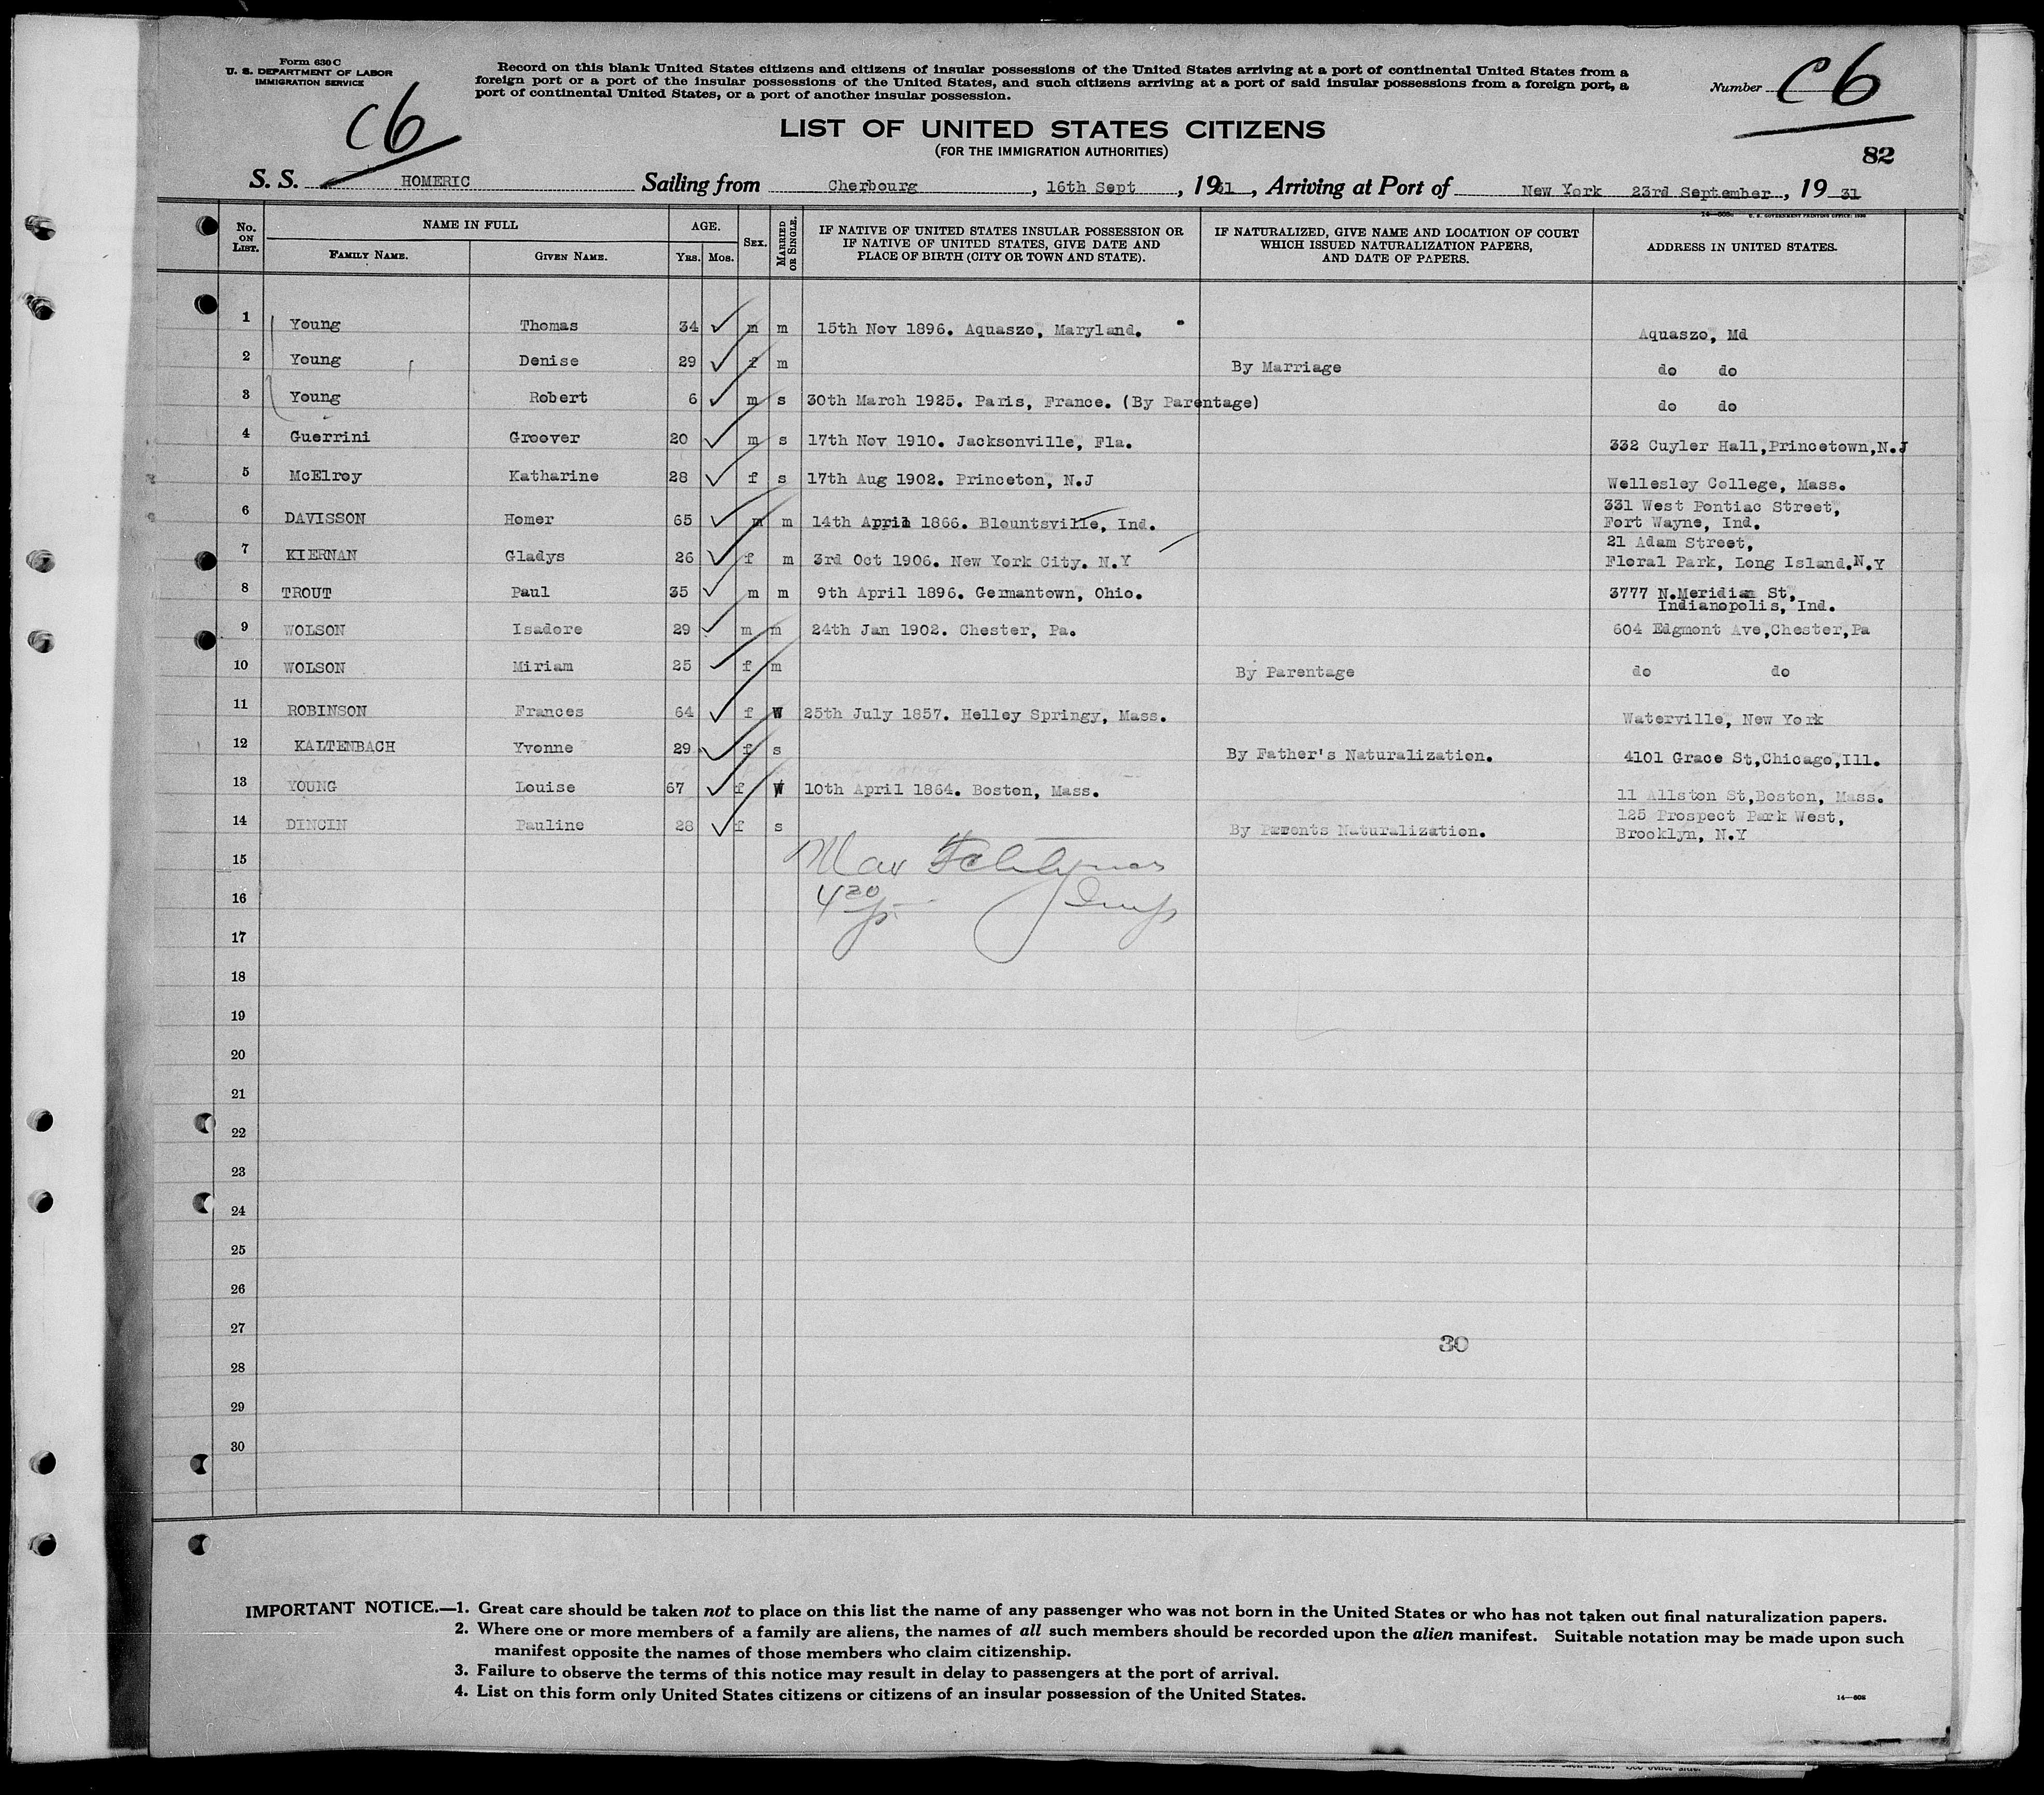 Form 630 C
U. S. DEPARTMENT OF LABOR
IMMIGRATION SERVICE
Record on this blank United States citizens and citizens of insular possessions of the United States arriving at a port of continental United States from a
foreign port or a port of the insular possessions of the United States, and such citizens arriving at a port of said insular possessions from a foreign port, a
port of continental United States, or a port of another insular possession.
Number C6
C6
LIST OF UNITED STATES CITIZENS
(FOR THE IMMIGRATION AUTHORITIES)
82
S. S. HOMERIC Sailing from Cherbourg, 16th Sept, 1931, Arriving at Port of New York 23rd September, 1931
No. ON LIST. NAME IN FULL FAMILY NAME. GIVEN NAME. AGE. YRS. MOS. SEX. MARRIED OR SINGLE. IF NATIVE OF UNITED STATES INSULAR POSSESSION OR IF NATIVE OF UNITED STATES, GIVE DATE AND PLACE OF BIRTH (CITY OR TOWN AND STATE). IF NATURALIZED, GIVE NAME AND LOCATION OF COURT WHICH ISSUED NATURALIZATION PAPERS, AND DATE OF PAPERS. ADDRESS IN UNITED STATES.
1 Young Thomas 34 m m 15th Nov 1896. Aquaszo, Maryland. Aquaszo, Md
2 Young Denise 29 f m By Marriage do do
3 Young Robert 6 m s 30th March 1925. Paris, France. (By Parentage) do do
4 Guerrini Groover 20 m s 17th Nov 1910. Jacksonville, Fla. 332 Cuyler Hall,Princetown,N.J
5 McElroy Katharine 28 f s 17th Aug 1902. Princeton, N.J Wellesley College, Mass.
6 DAVISSON Homer 65 m m 14th April 1866. Blountsville, Ind. 331 West Pontiac Street, Fort Wayne, Ind.
7 KIERNAN Gladys 26 f m 3rd Oct 1906. New York City. N.Y 21 Adam Street, Floral Park, Long Island.N.Y
8 TROUT Paul 35 m m 9th April 1896. Germantown, Ohio. 3777 N.Meridian St, Indianopolis, Ind.
9 WOLSON Isadore 29 m m 24th Jan 1902. Chester, Pa. 604 Edgmont Ave,Chester,Pa
10 WOLSON Miriam 25 f m By Parentage do do
11 ROBINSON Frances 64 f W 25th July 1857. Helley Springy, Mass. Waterville, New York
12 KALTENBACH Yvonne 29 f s By Father's Naturalization. 4101 Grace St,Chicago,Ill.
13 YOUNG Louise 67 f W 10th April 1864. Boston, Mass. 11 Allston St,Boston, Mass.
14 DINCIN Pauline 28 f s By Parents Naturalization. 125 Prospect Park West, Brooklyn, N.Y
15 Max
16
17
18
19
20
21
22
23
24
25
26
27
30
28
29
30
IMPORTANT NOTICE.—1. Great care should be taken not to place on this list the name of any passenger who was not born in the United States or who has not taken out final naturalization papers.
2. Where one or more members of a family are aliens, the names of all such members should be recorded upon the alien manifest. Suitable notation may be made upon such
manifest opposite the names of those members who claim citizenship.
3. Failure to observe the terms of this notice may result in delay to passengers at the port of arrival.
4. List on this form only United States citizens or citizens of an insular possession of the United States.